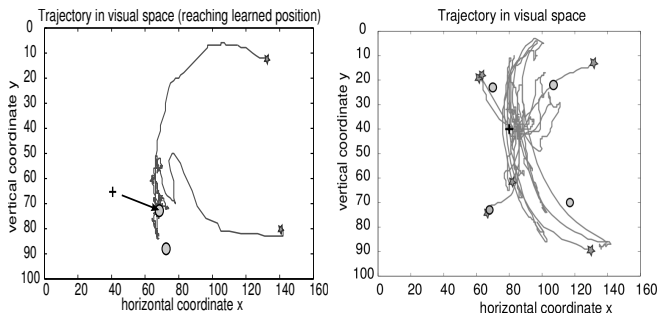 Trajectory in visual space (reaching learned position)
0
10
20
30
40
50
60
70
80
90
100
vertical coordinate y
0 20 40 60 80 100 120 140 160
horizontal coordinate x
Trajectory in visual space
0
10
20
30
40
50
60
70
80
90
100
vertical coordinate y
0 20 40 60 80 100 120 140 160
horizontal coordinate x